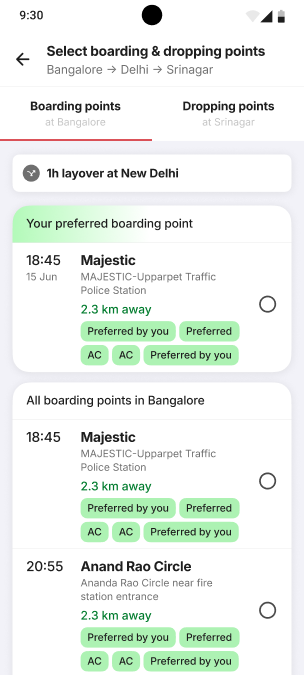 9:30
Select boarding & dropping points
Bangalore → Delhi → Srinagar
Boarding points
at Bangalore
Dropping points
at Srinagar
1h layover at New Delhi
Your preferred boarding point
18:45
15 Jun
Majestic
MAJESTIC-Upparpet Traffic
Police Station
2.3 km away
Preferred by you
Preferred
AC
AC
Preferred by you
All boarding points in Bangalore
18:45
Majestic
MAJESTIC-Upparpet Traffic
Police Station
2.3 km away
Preferred by you
Preferred
AC
AC
Preferred by you
20:55
Anand Rao Circle
Ananda Rao Circle near fire
station entrance
2.3 km away
Preferred by you
Preferred
AC
AC
Preferred by you